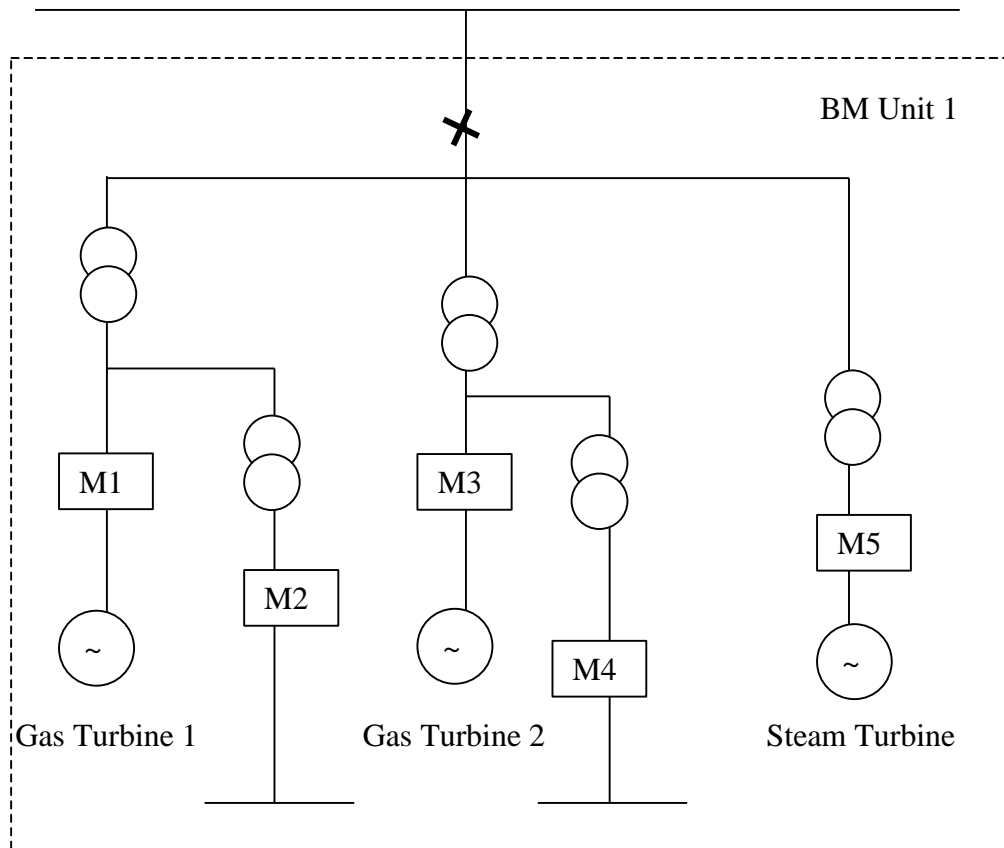 BM Unit 1
M1
M3
M5
M2
M4
~
~
~
Gas Turbine 1
Gas Turbine 2
Steam Turbine